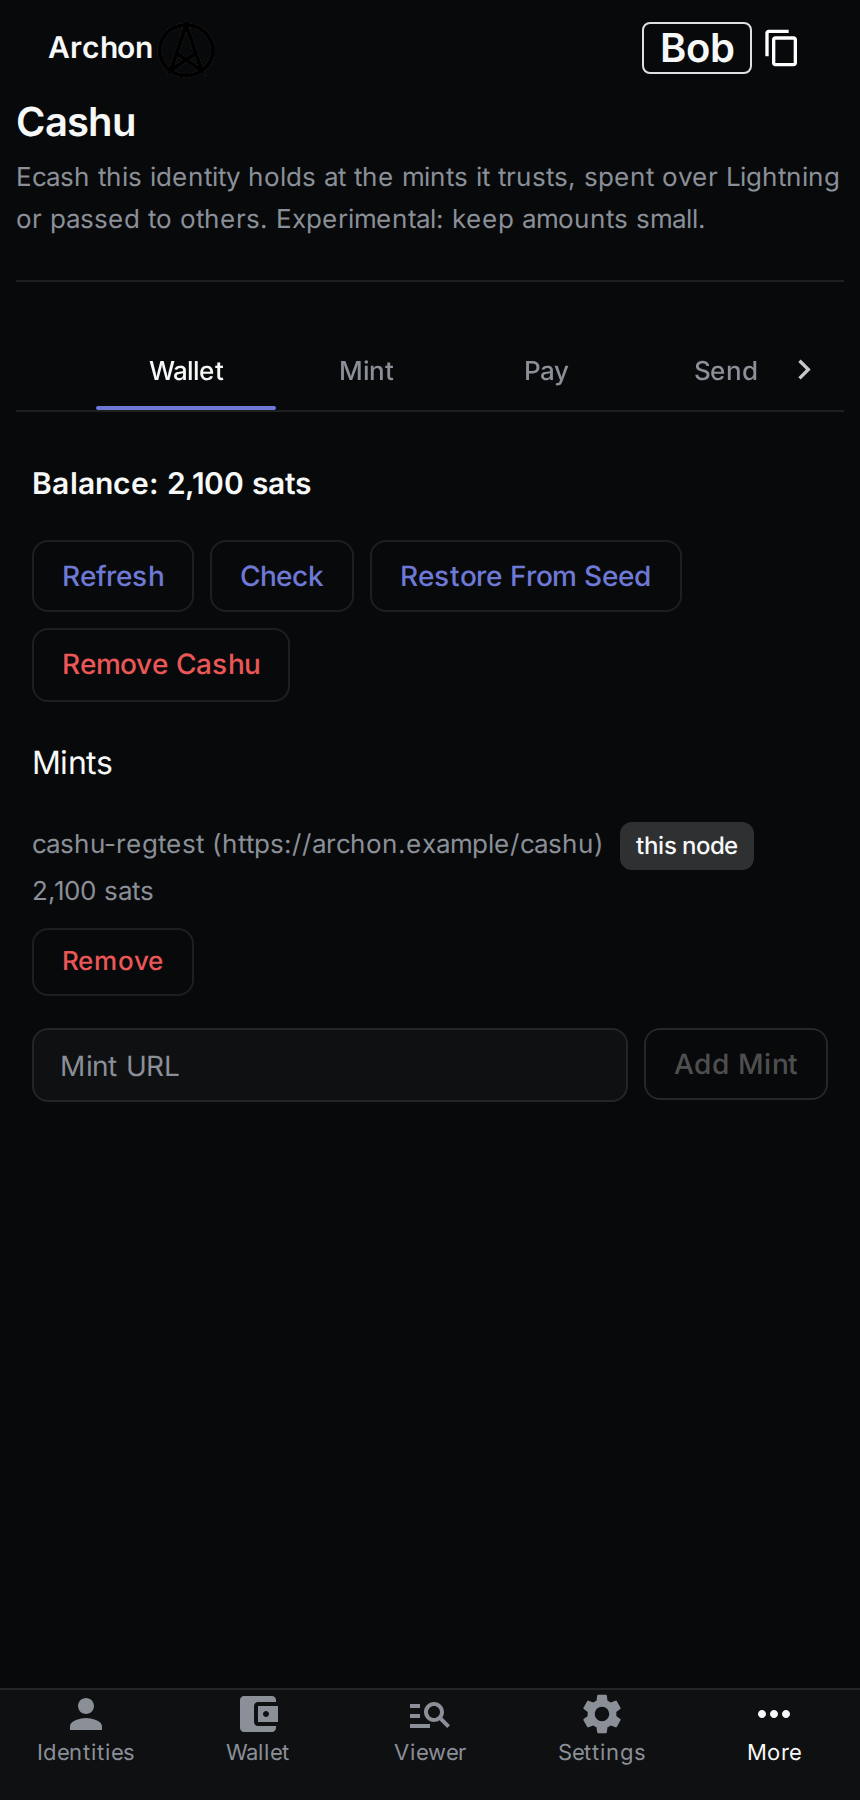 Archon
Bob
Cashu
Ecash this identity holds at the mints it trusts, spent over Lightning
or passed to others. Experimental: keep amounts small.
Wallet Mint Pay Send
Balance: 2,100 sats
Refresh Check Restore From Seed
Remove Cashu
Mints
cashu-regtest (https://archon.example/cashu) this node
2,100 sats
Remove
Mint URL Add Mint
Identities Wallet Viewer Settings More